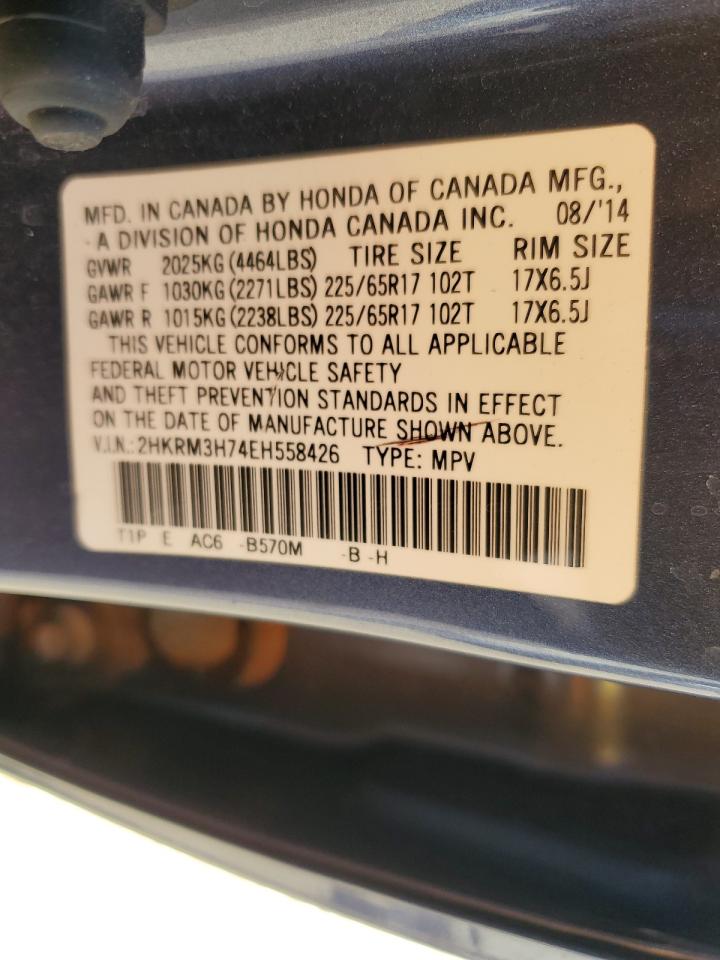 MFD. IN CANADA BY HONDA OF CANADA MFG.,
- A DIVISION OF HONDA CANADA INC. 08/'14
GVWR 2025KG (4464LBS) TIRE SIZE RIM SIZE
GAWR F 1030KG (2271LBS) 225/65R17 102T 17X6.5J
GAWR R 1015KG (2238LBS) 225/65R17 102T 17X6.5J
THIS VEHICLE CONFORMS TO ALL APPLICABLE
FEDERAL MOTOR VEHICLE SAFETY
AND THEFT PREVENTION STANDARDS IN EFFECT
ON THE DATE OF MANUFACTURE SHOWN ABOVE.
V.I.N.: 2HKRM3H74EH558426 TYPE: MPV
T1P E AC6 -B570M -B -H